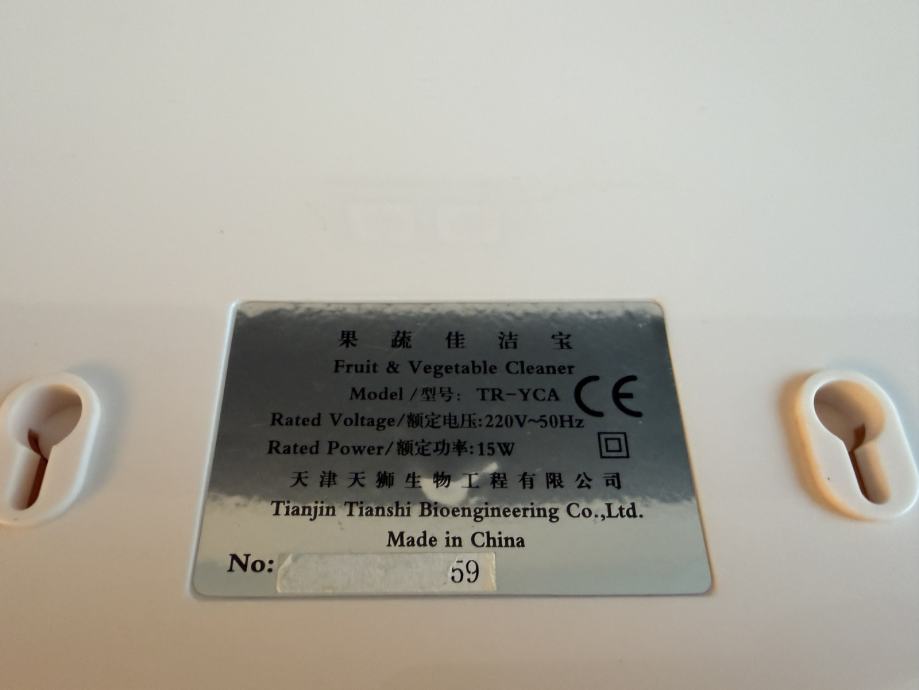 果蔬佳洁宝
Fruit & Vegetable Cleaner
Model /型号: TR-YCA CE
Rated Voltage/额定电压:220V~50Hz
Rated Power/额定功率:15W
天津天狮生物工程有限公司
Tianjin Tianshi Bioengineering Co.,Ltd.
Made in China
No: 59